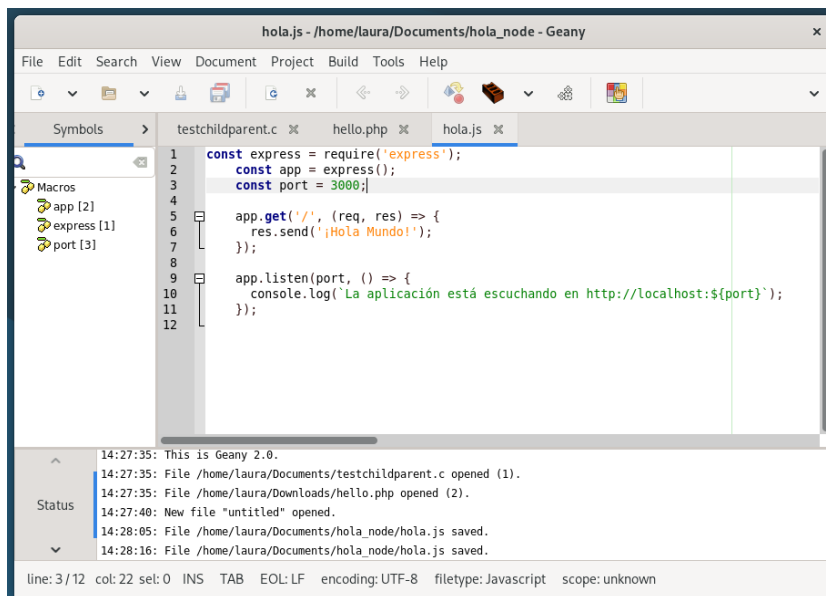 hola.js - /home/laura/Documents/hola_node - Geany
File Edit Search View Document Project Build Tools Help
Symbols testchildparent.c hello.php hola.js
Macros
app [2]
express [1]
port [3]
1 const express = require('express');
2 const app = express();
3 const port = 3000;
4
5 app.get('/', (req, res) => {
6 res.send('¡Hola Mundo!');
7 });
8
9 app.listen(port, () => {
10 console.log(`La aplicación está escuchando en http://localhost:${port}`);
11 });
12
Status
14:27:35: This is Geany 2.0.
14:27:35: File /home/laura/Documents/testchildparent.c opened (1).
14:27:35: File /home/laura/Downloads/hello.php opened (2).
14:27:40: New file "untitled" opened.
14:28:05: File /home/laura/Documents/hola_node/hola.js saved.
14:28:16: File /home/laura/Documents/hola_node/hola.js saved.
line: 3 / 12 col: 22 sel: 0 INS TAB EOL: LF encoding: UTF-8 filetype: Javascript scope: unknown